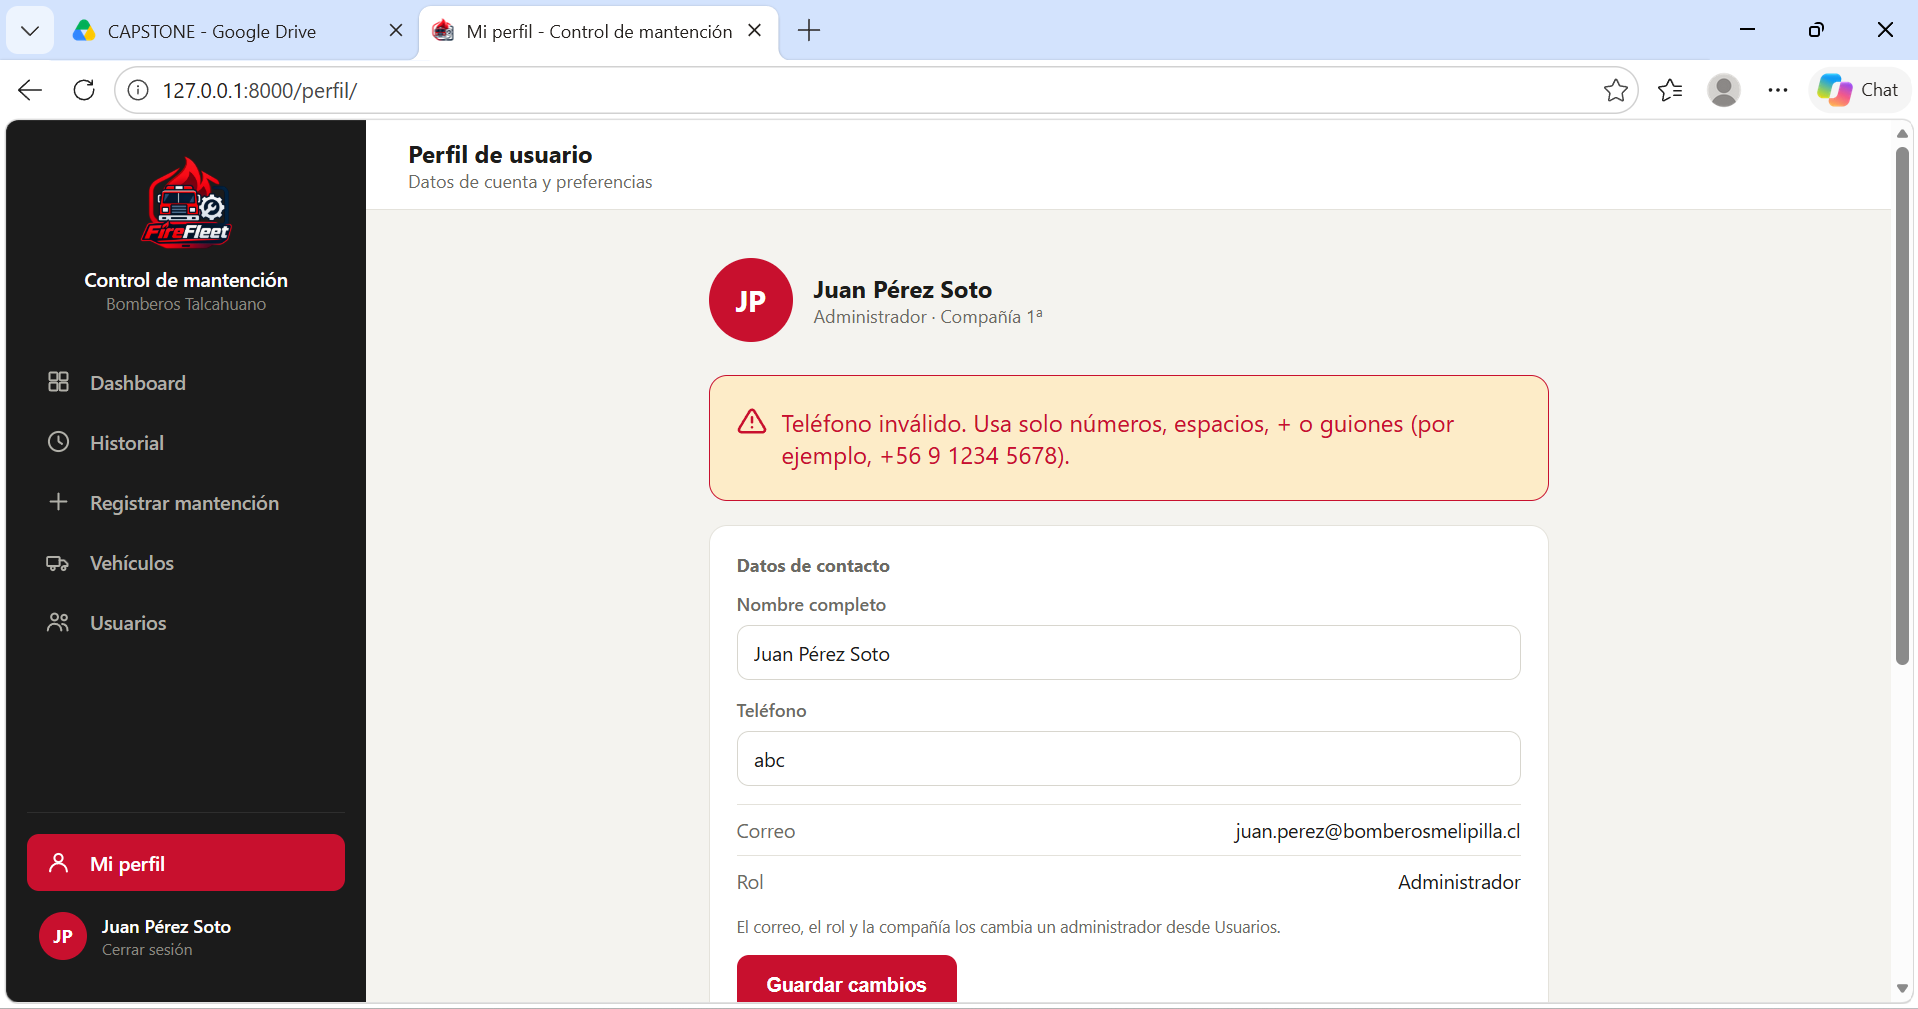 CAPSTONE - Google Drive
Mi perfil - Control de mantención
127.0.0.1:8000/perfil/
Chat
FireFleet
Control de mantención
Bomberos Talcahuano
Dashboard
Historial
Registrar mantención
Vehículos
Usuarios
Mi perfil
JP
Juan Pérez Soto
Cerrar sesión
Perfil de usuario
Datos de cuenta y preferencias
JP
Juan Pérez Soto
Administrador · Compañía 1ª
Teléfono inválido. Usa solo números, espacios, + o guiones (por
ejemplo, +56 9 1234 5678).
Datos de contacto
Nombre completo
Juan Pérez Soto
Teléfono
abc
Correo juan.perez@bomberosmelipilla.cl
Rol Administrador
El correo, el rol y la compañía los cambia un administrador desde Usuarios.
Guardar cambios